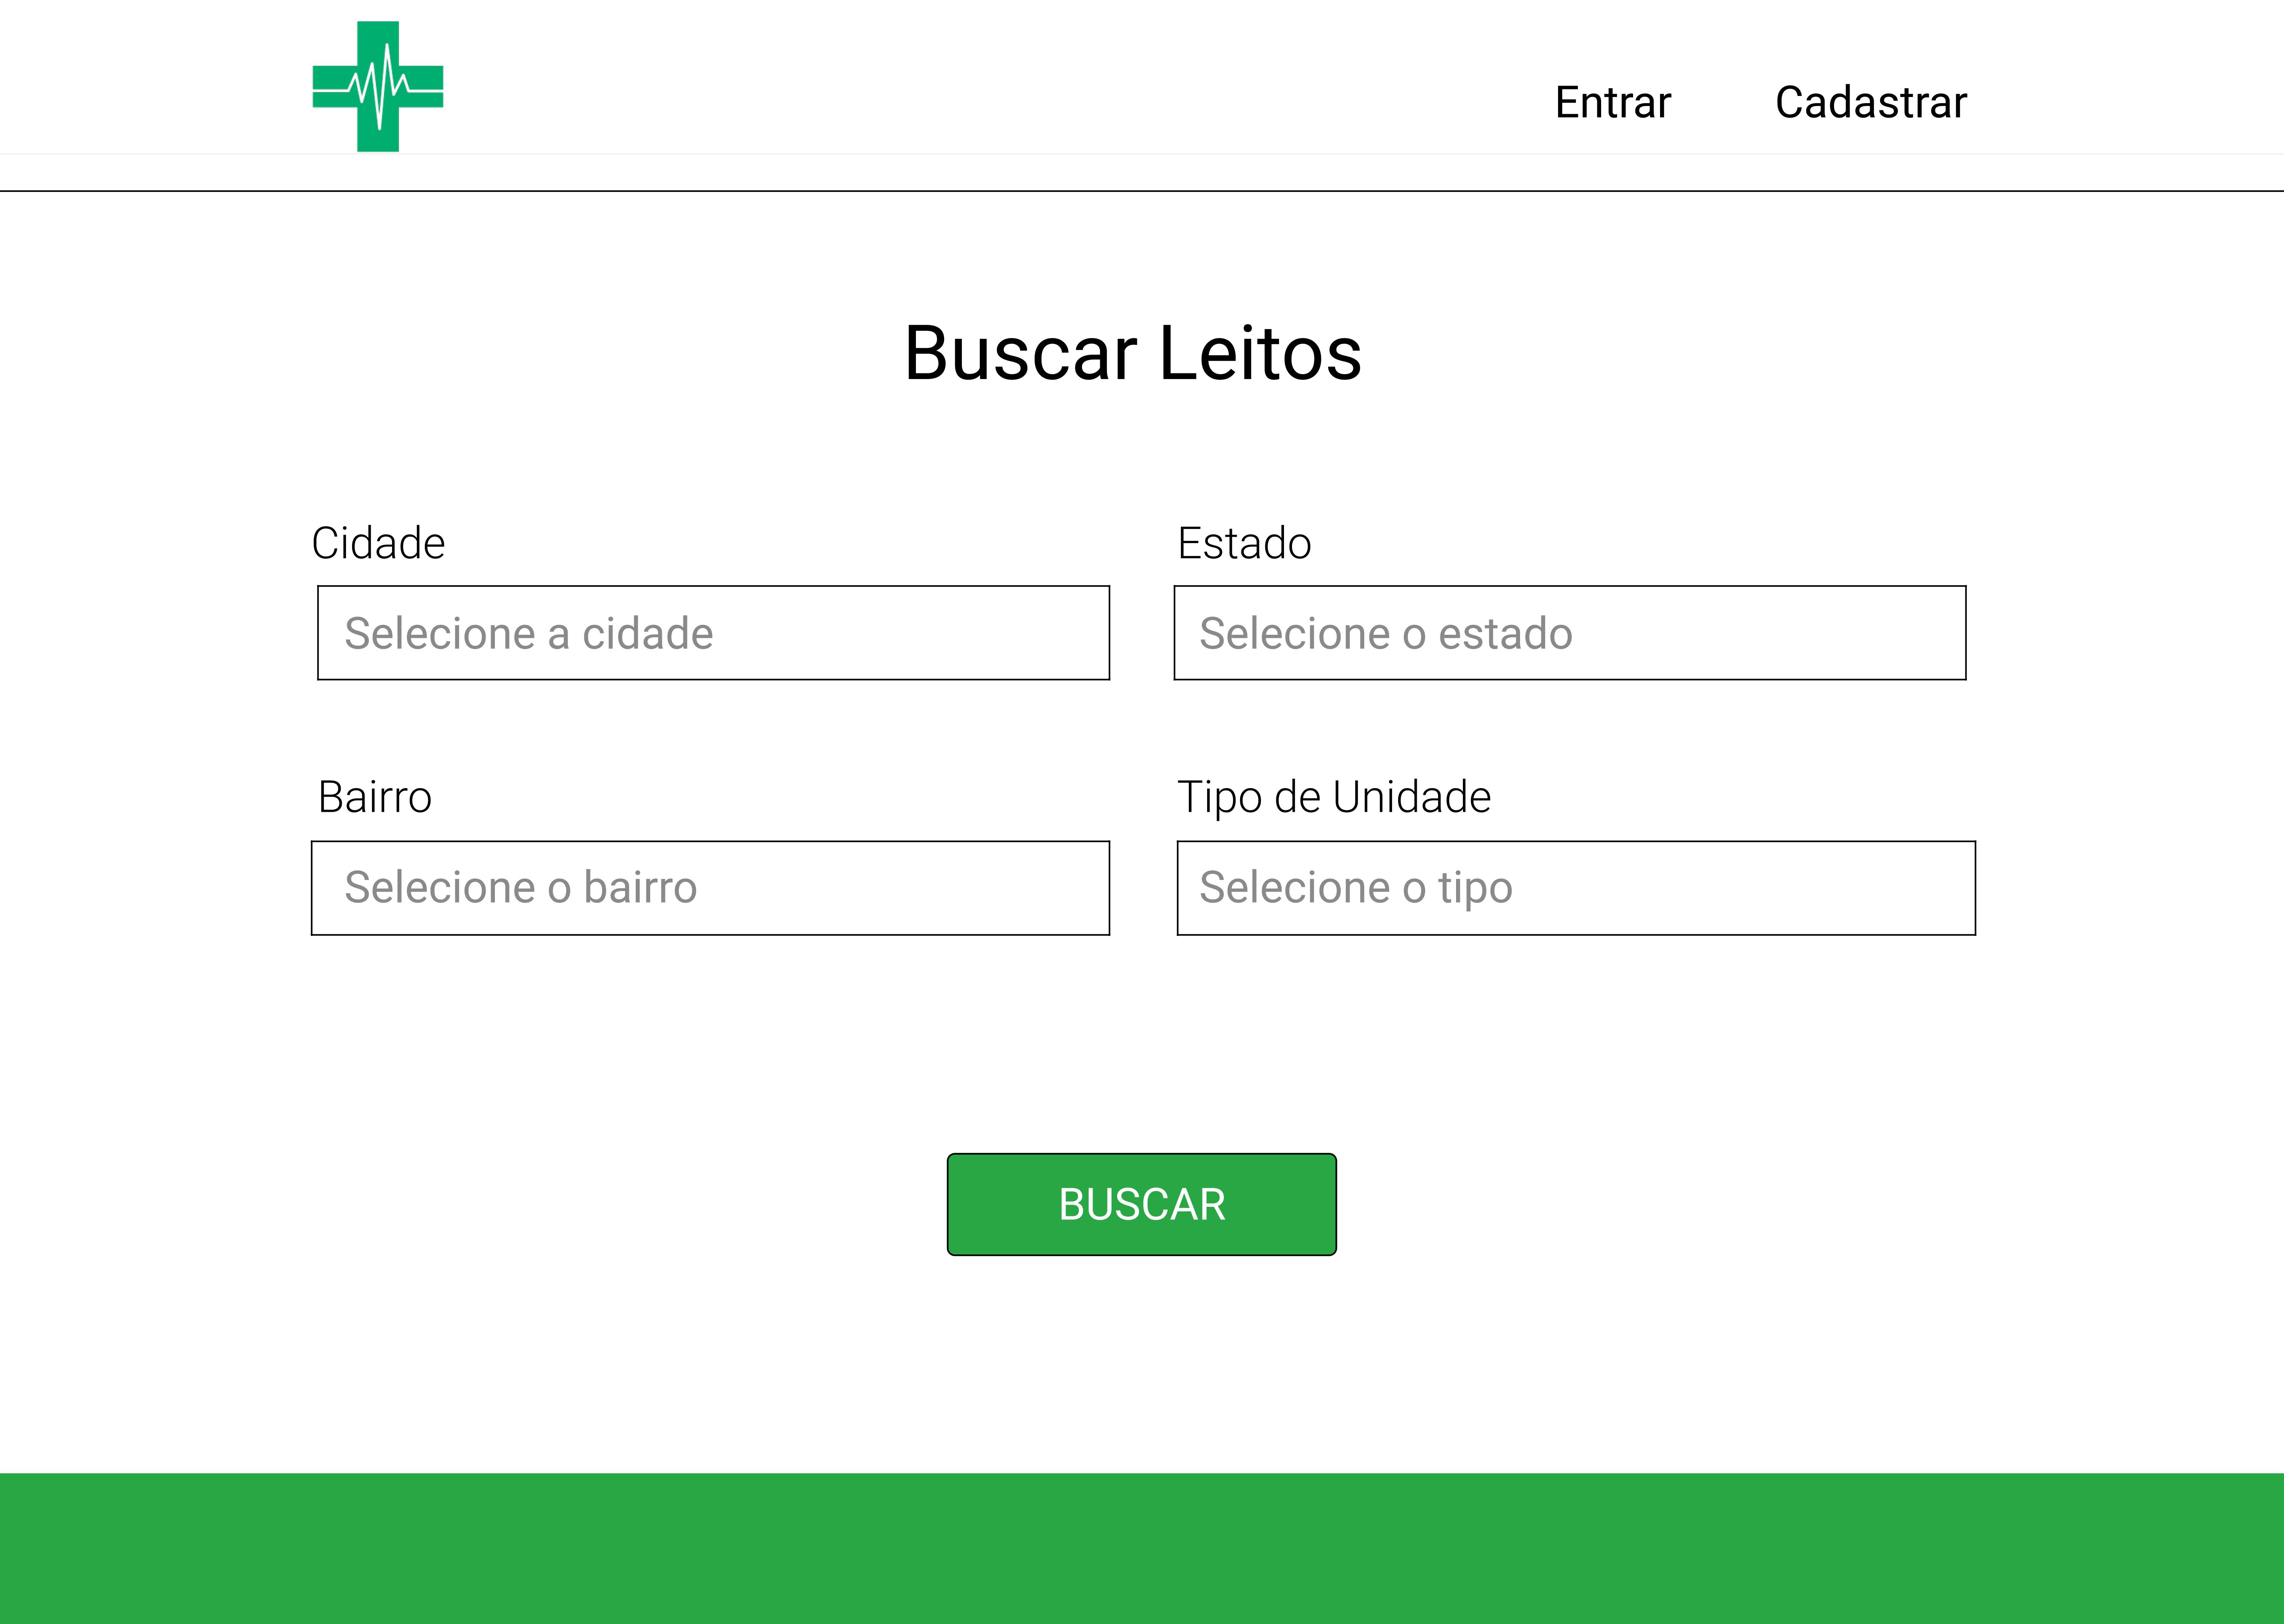 Entrar Cadastrar
Buscar Leitos
Cidade Estado
Selecione a cidade Selecione o estado
Bairro Tipo de Unidade
Selecione o bairro Selecione o tipo
BUSCAR